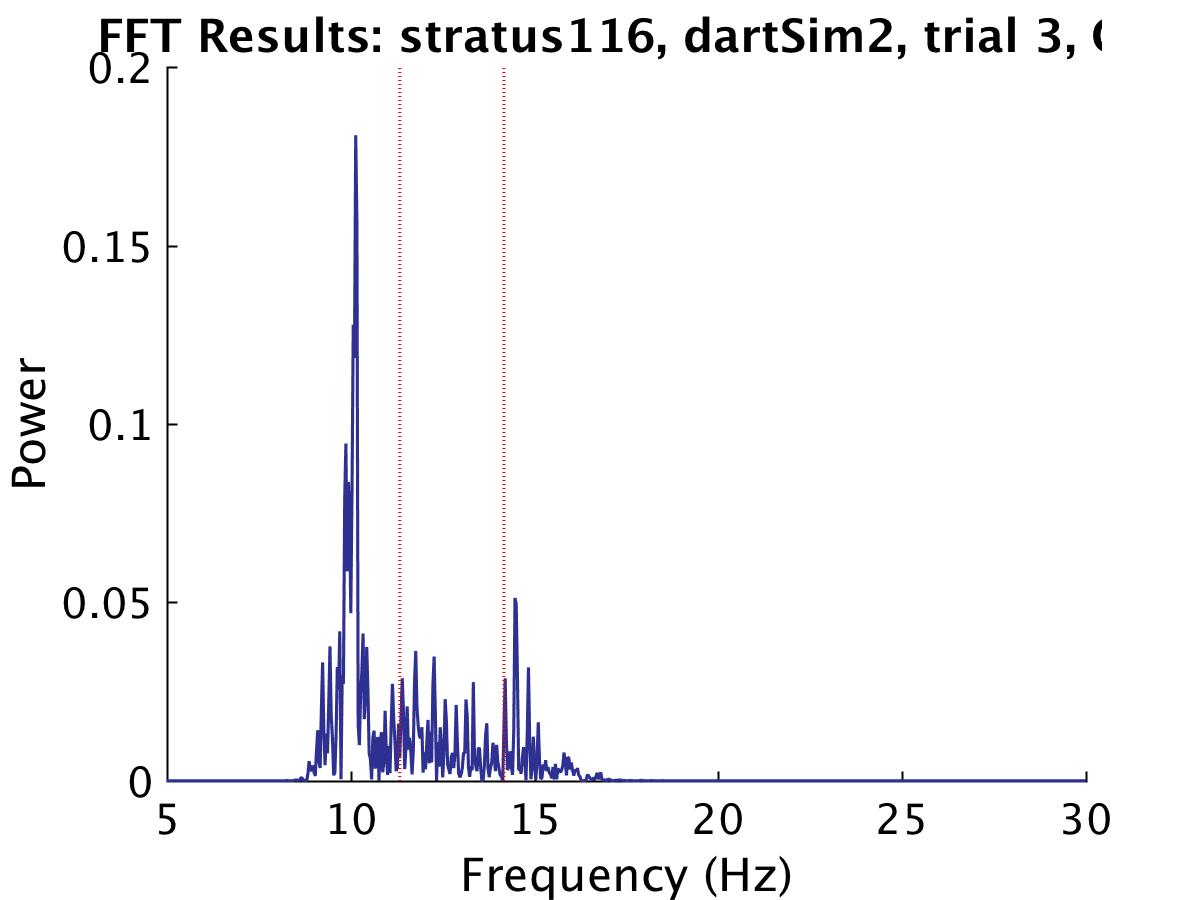 FFT Results: stratus116, dartSim2, trial 3,
0.2
0.15
0.1
0.05
0
Power
5 10 15 20 25 30
Frequency (Hz)